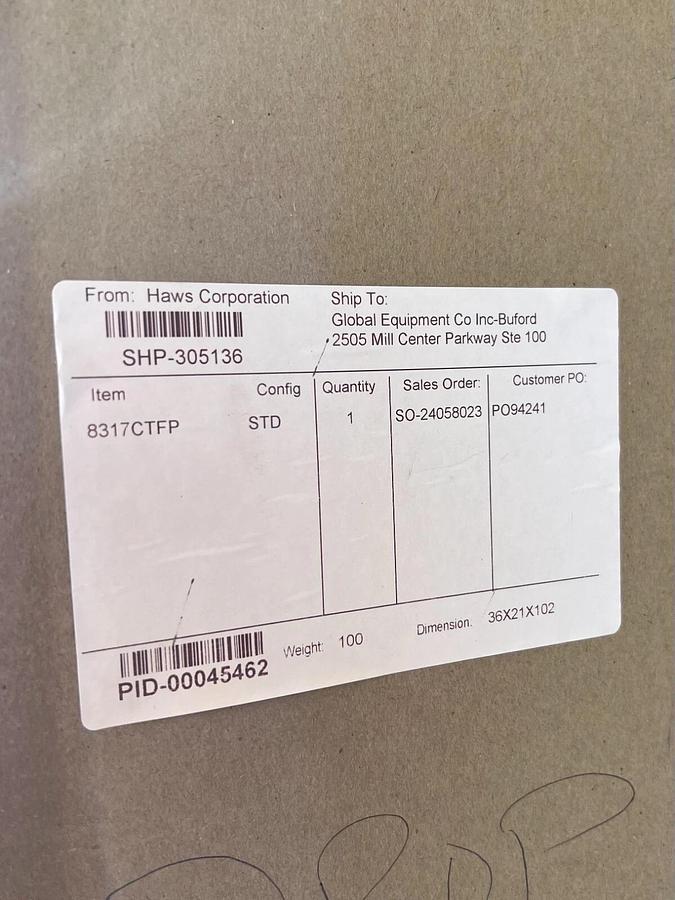 From: Haws Corporation
SHP-305136
Ship To:
Global Equipment Co Inc-Buford
2505 Mill Center Parkway Ste 100
Item Config Quantity Sales Order: Customer PO:
8317CTFP STD 1 SO-24058023 PO94241
PID-00045462
Weight: 100
Dimension: 36X21X102